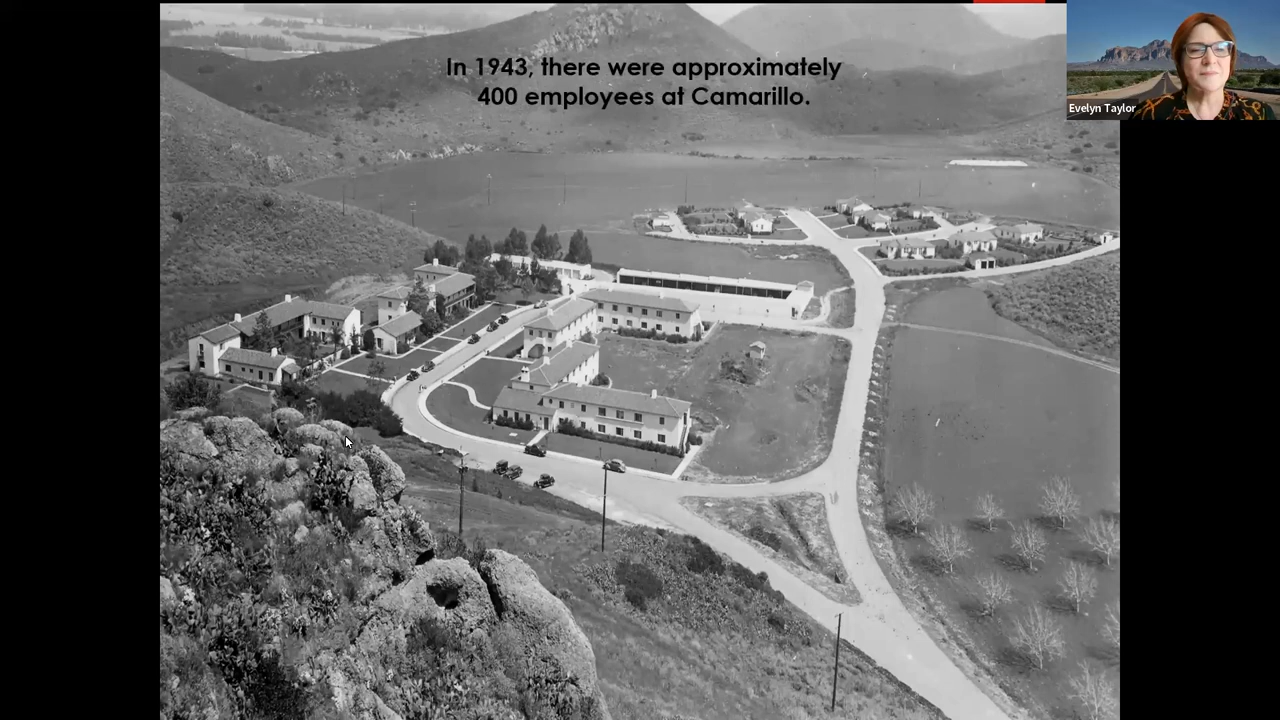 In 1943, there were approximately
400 employees at Camarillo.
Evelyn Taylor